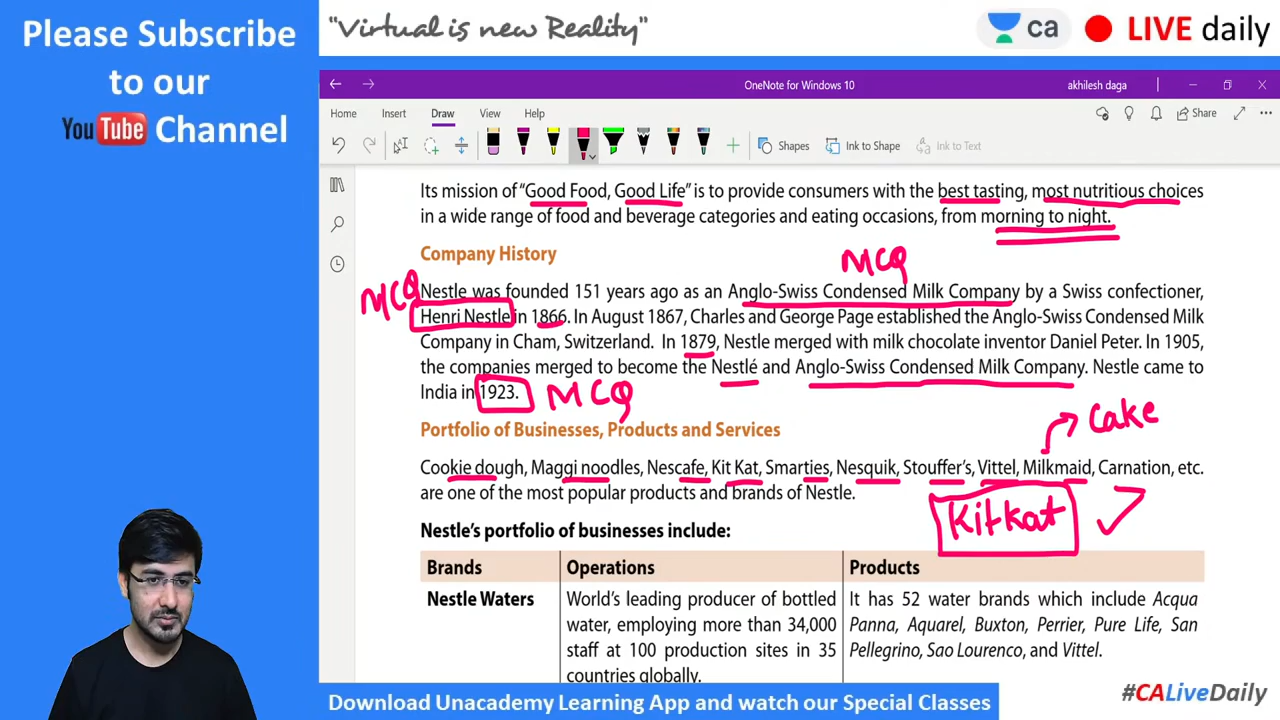 Please Subscribe
to our
YouTube Channel
"Virtual is new Reality"
ca
LIVE daily
OneNote for Windows 10
akhilesh daga
Home Insert Draw View Help
Share
Shapes Ink to Shape Ink to Text
Its mission of “Good Food, Good Life” is to provide consumers with the best tasting, most nutritious choices
in a wide range of food and beverage categories and eating occasions, from morning to night.
Company History
MCQ
MCQ
Nestle was founded 151 years ago as an Anglo-Swiss Condensed Milk Company by a Swiss confectioner,
Henri Nestle in 1866. In August 1867, Charles and George Page established the Anglo-Swiss Condensed Milk
Company in Cham, Switzerland. In 1879, Nestle merged with milk chocolate inventor Daniel Peter. In 1905,
the companies merged to become the Nestlé and Anglo-Swiss Condensed Milk Company. Nestle came to
India in 1923.
MCQ
Cake
Portfolio of Businesses, Products and Services
Cookie dough, Maggi noodles, Nescafe, Kit Kat, Smarties, Nesquik, Stouffer’s, Vittel, Milkmaid, Carnation, etc.
are one of the most popular products and brands of Nestle.
Kitkat
Nestle’s portfolio of businesses include:
Brands Operations Products
Nestle Waters
World’s leading producer of bottled
water, employing more than 34,000
staff at 100 production sites in 35
countries globally.
It has 52 water brands which include Acqua
Panna, Aquarel, Buxton, Perrier, Pure Life, San
Pellegrino, Sao Lourenco, and Vittel.
Download Unacademy Learning App and watch our Special Classes
#CALiveDaily